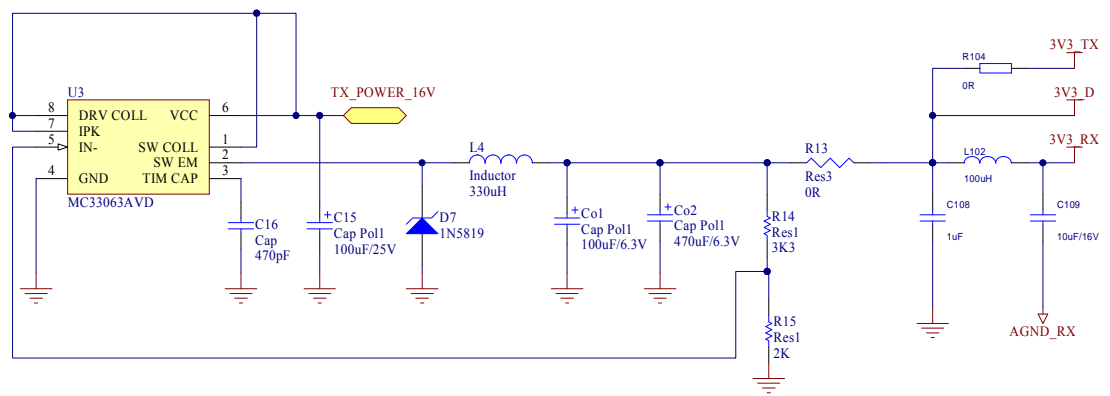 U3
8
DRV COLL
VCC
6
7
IPK
5
IN-
SW COLL
1
SW EM
2
4
GND
TIM CAP
3
MC33063AVD
C16
Cap
470pF
TX_POWER_16V
C15
Cap Pol1
100uF/25V
D7
1N5819
L4
Inductor
330uH
Co1
Cap Pol1
100uF/6.3V
Co2
Cap Pol1
470uF/6.3V
R14
Res1
3K3
R15
Res1
2K
R13
Res3
0R
R104
0R
3V3_TX
3V3_D
3V3_RX
L102
100uH
C108
1uF
C109
10uF/16V
AGND_RX